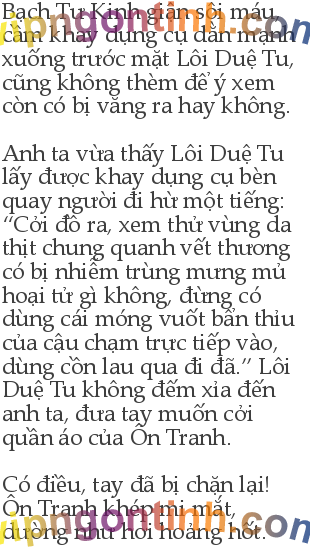 Bạch Tư Kinh giận sôi máu,
cầm khay dụng cụ dằn mạnh
xuống trước mặt Lôi Duệ Tu,
cũng không thèm để ý xem
còn có bị văng ra hay không.
Anh ta vừa thấy Lôi Duệ Tu
lấy được khay dụng cụ bèn
quay người đi hừ một tiếng:
“Cởi đồ ra, xem thử vùng da
thịt chung quanh vết thương
có bị nhiễm trùng mưng mủ
hoại tử gì không, đừng có
dùng cái móng vuốt bẩn thỉu
của cậu chạm trực tiếp vào,
dùng cồn lau qua đi đã.” Lôi
Duệ Tu không đếm xỉa đến
anh ta, đưa tay muốn cỏi
quần áo của Ôn Tranh.
Có điều, tay đã bị chặn lại!
Ôn Tranh khép mi mắt,
dường như hơi hoảng hốt.
vipngontinh.com
vipngontinh.com